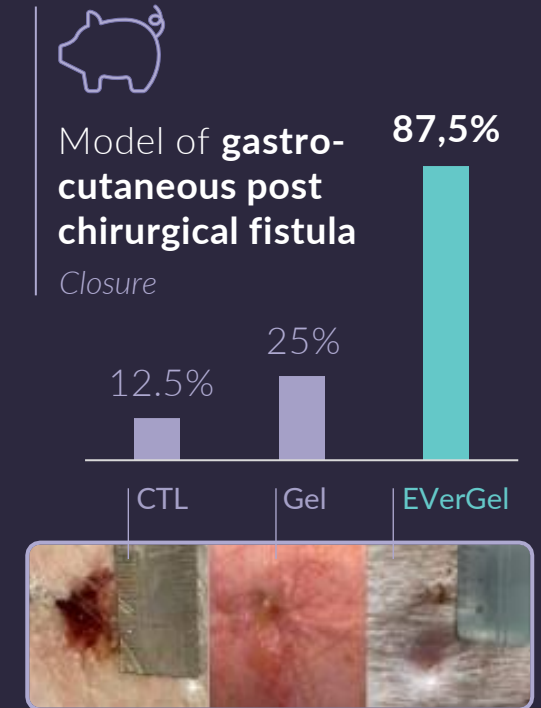 Model of gastro-
cutaneous post
chirurgical fistula
Closure
87,5%
25%
12.5%
CTL
Gel
EVerGel